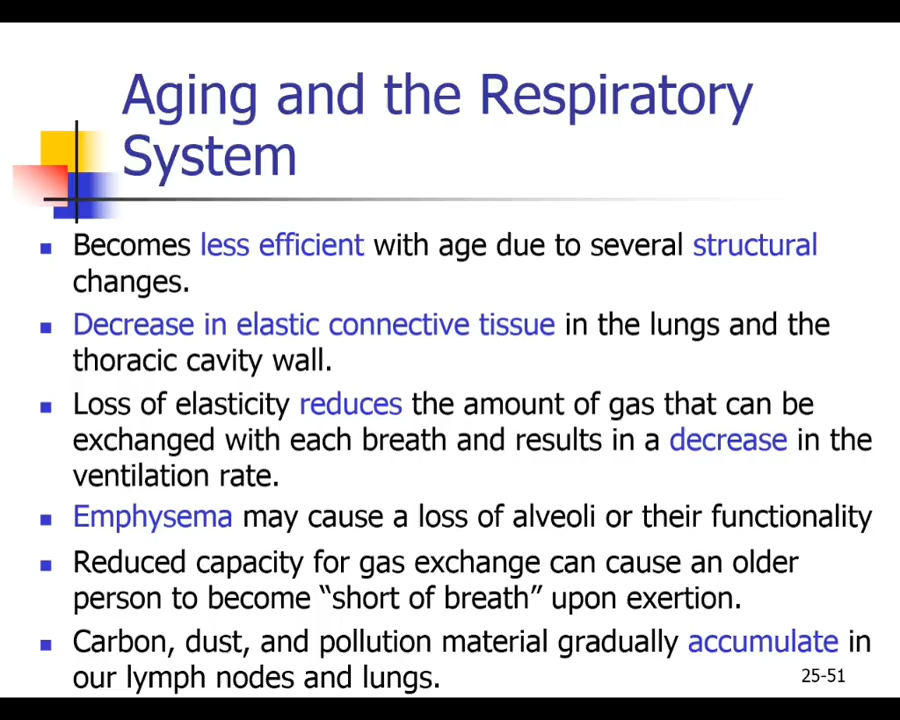 Aging and the Respiratory
System
Becomes less efficient with age due to several structural
changes.
Decrease in elastic connective tissue in the lungs and the
thoracic cavity wall.
Loss of elasticity reduces the amount of gas that can be
exchanged with each breath and results in a decrease in the
ventilation rate.
Emphysema may cause a loss of alveoli or their functionality
Reduced capacity for gas exchange can cause an older
person to become “short of breath” upon exertion.
Carbon, dust, and pollution material gradually accumulate in
our lymph nodes and lungs.
25-51